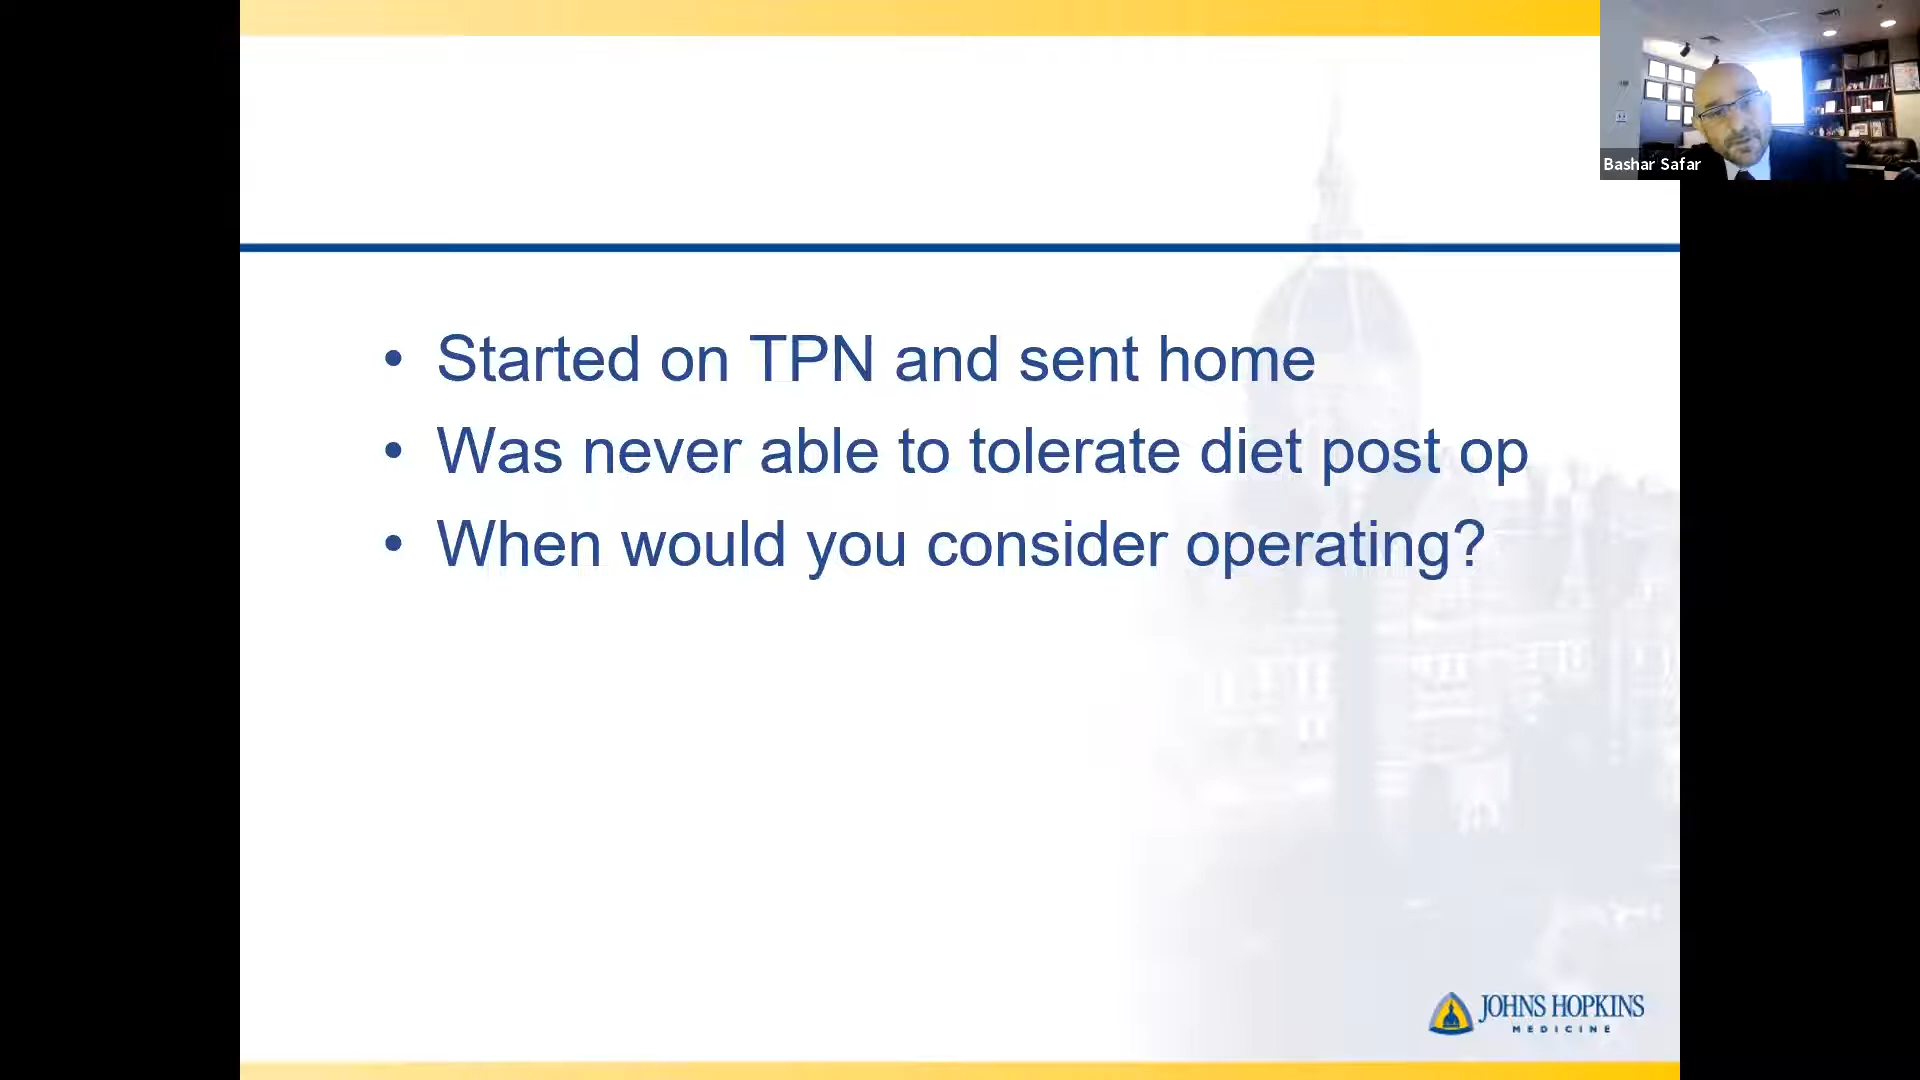 Bashar Safar
• Started on TPN and sent home
• Was never able to tolerate diet post op
• When would you consider operating?
JOHNS HOPKINS
MEDICINE